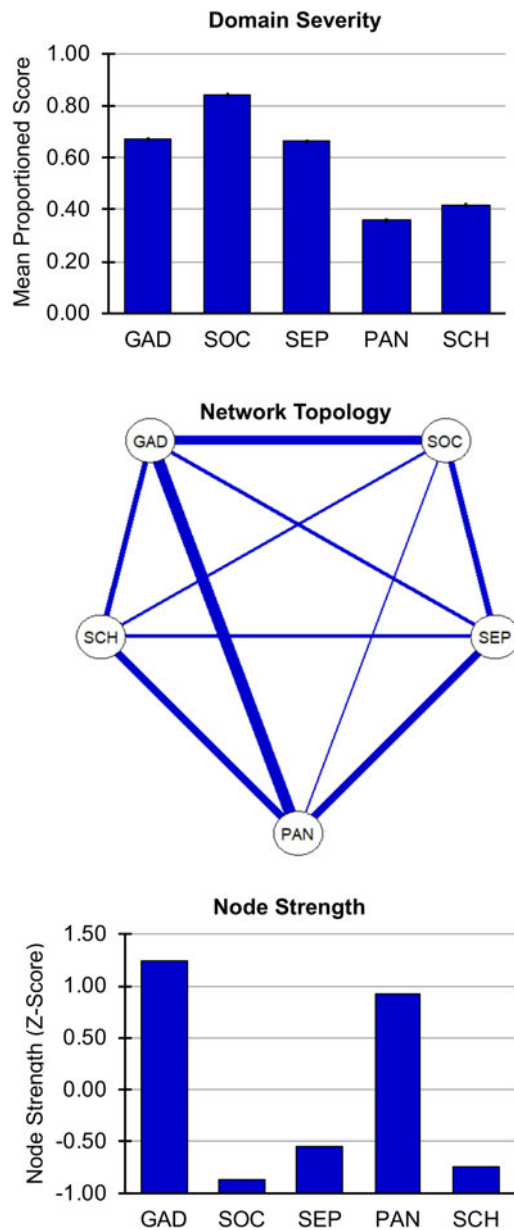 Domain Severity
Mean Proportioned Score
1.00
0.80
0.60
0.40
0.20
0.00
GAD SOC SEP PAN SCH
Network Topology
GAD SOC
SCH SEP
PAN
Node Strength
Node Strength (Z-Score)
1.50
1.00
0.50
0.00
-0.50
-1.00
GAD SOC SEP PAN SCH